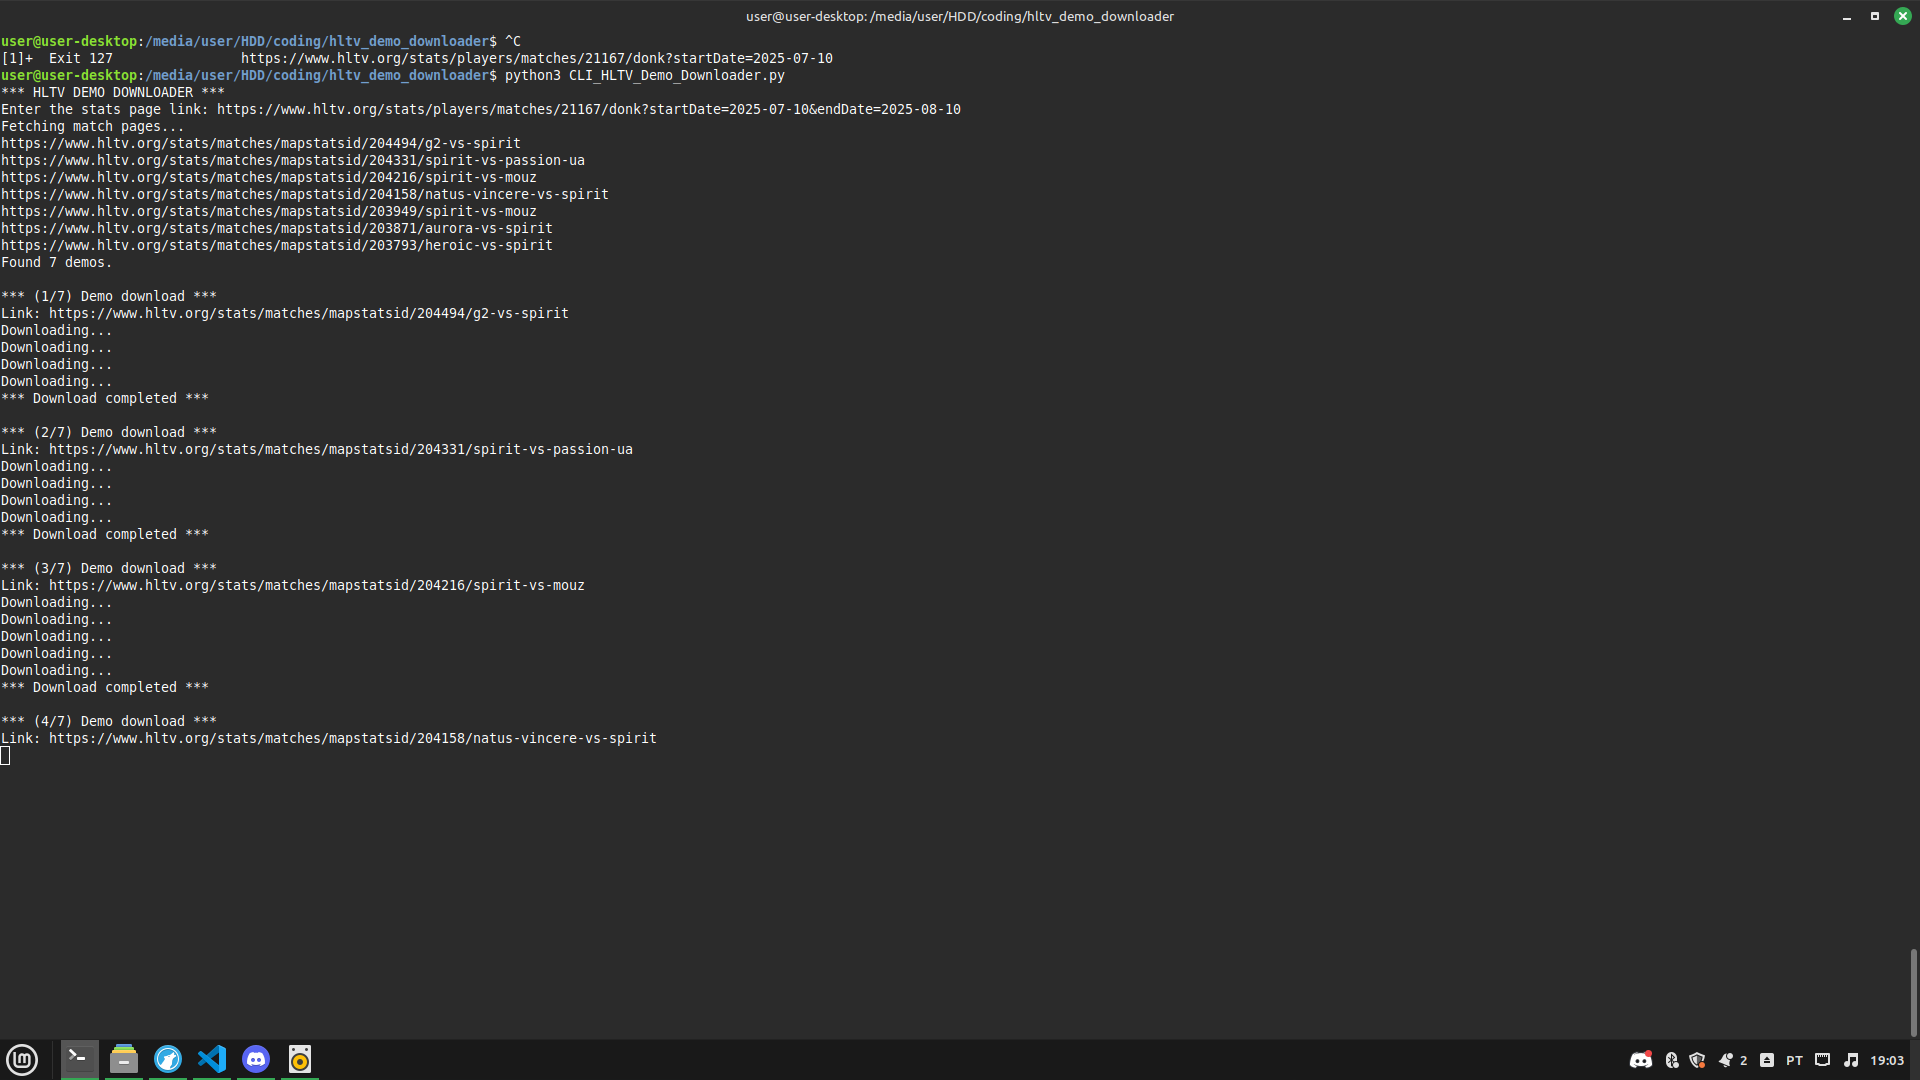 user@user-desktop: /media/user/HDD/coding/hltv_demo_downloader
user@user-desktop:/media/user/HDD/coding/hltv_demo_downloader$ ^C
[1]+  Exit 127                https://www.hltv.org/stats/players/matches/21167/donk?startDate=2025-07-10
user@user-desktop:/media/user/HDD/coding/hltv_demo_downloader$ python3 CLI_HLTV_Demo_Downloader.py
*** HLTV DEMO DOWNLOADER ***
Enter the stats page link: https://www.hltv.org/stats/players/matches/21167/donk?startDate=2025-07-10&endDate=2025-08-10
Fetching match pages...
https://www.hltv.org/stats/matches/mapstatsid/204494/g2-vs-spirit
https://www.hltv.org/stats/matches/mapstatsid/204331/spirit-vs-passion-ua
https://www.hltv.org/stats/matches/mapstatsid/204216/spirit-vs-mouz
https://www.hltv.org/stats/matches/mapstatsid/204158/natus-vincere-vs-spirit
https://www.hltv.org/stats/matches/mapstatsid/203949/spirit-vs-mouz
https://www.hltv.org/stats/matches/mapstatsid/203871/aurora-vs-spirit
https://www.hltv.org/stats/matches/mapstatsid/203793/heroic-vs-spirit
Found 7 demos.
*** (1/7) Demo download ***
Link: https://www.hltv.org/stats/matches/mapstatsid/204494/g2-vs-spirit
Downloading...
Downloading...
Downloading...
Downloading...
*** Download completed ***
*** (2/7) Demo download ***
Link: https://www.hltv.org/stats/matches/mapstatsid/204331/spirit-vs-passion-ua
Downloading...
Downloading...
Downloading...
Downloading...
*** Download completed ***
*** (3/7) Demo download ***
Link: https://www.hltv.org/stats/matches/mapstatsid/204216/spirit-vs-mouz
Downloading...
Downloading...
Downloading...
Downloading...
Downloading...
*** Download completed ***
*** (4/7) Demo download ***
Link: https://www.hltv.org/stats/matches/mapstatsid/204158/natus-vincere-vs-spirit
2 PT 19:03